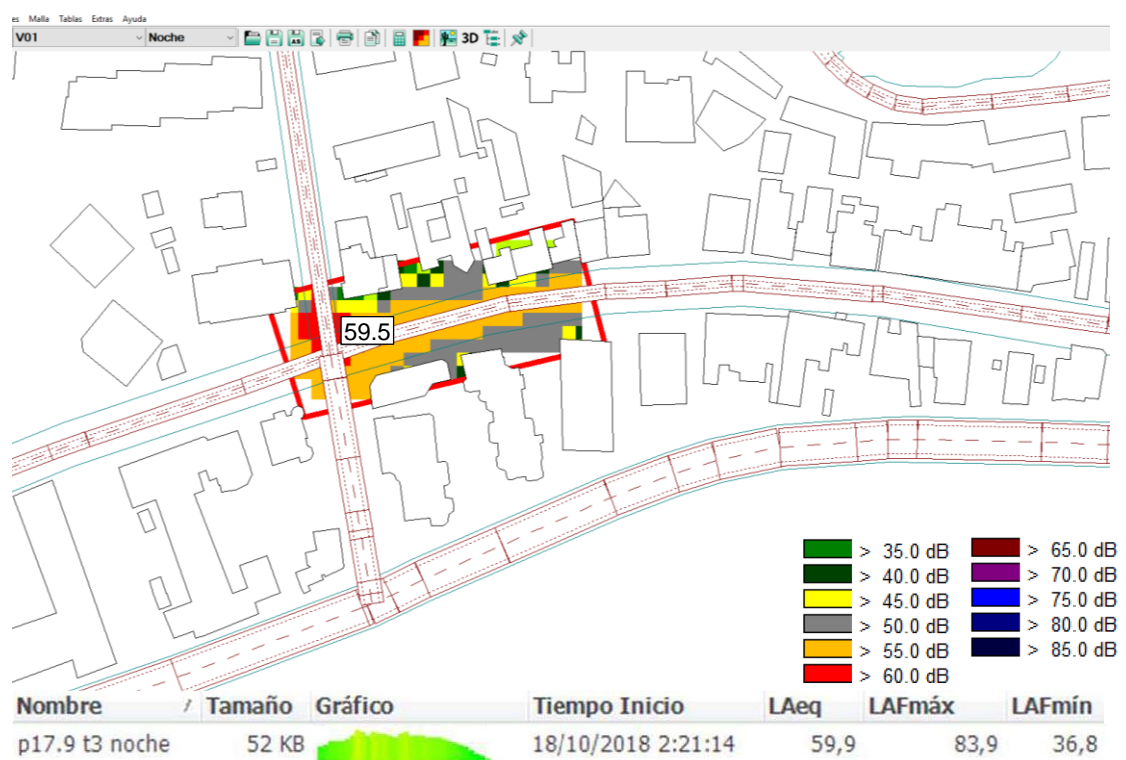 es Malla Tablas Extras Ayuda
V01 Noche AS 3D
59.5
> 35.0 dB > 65.0 dB
> 40.0 dB > 70.0 dB
> 45.0 dB > 75.0 dB
> 50.0 dB > 80.0 dB
> 55.0 dB > 85.0 dB
> 60.0 dB
Nombre / Tamaño Gráfico Tiempo Inicio LAeq LAFmáx LAFmín
p17.9 t3 noche 52 KB 18/10/2018 2:21:14 59,9 83,9 36,8